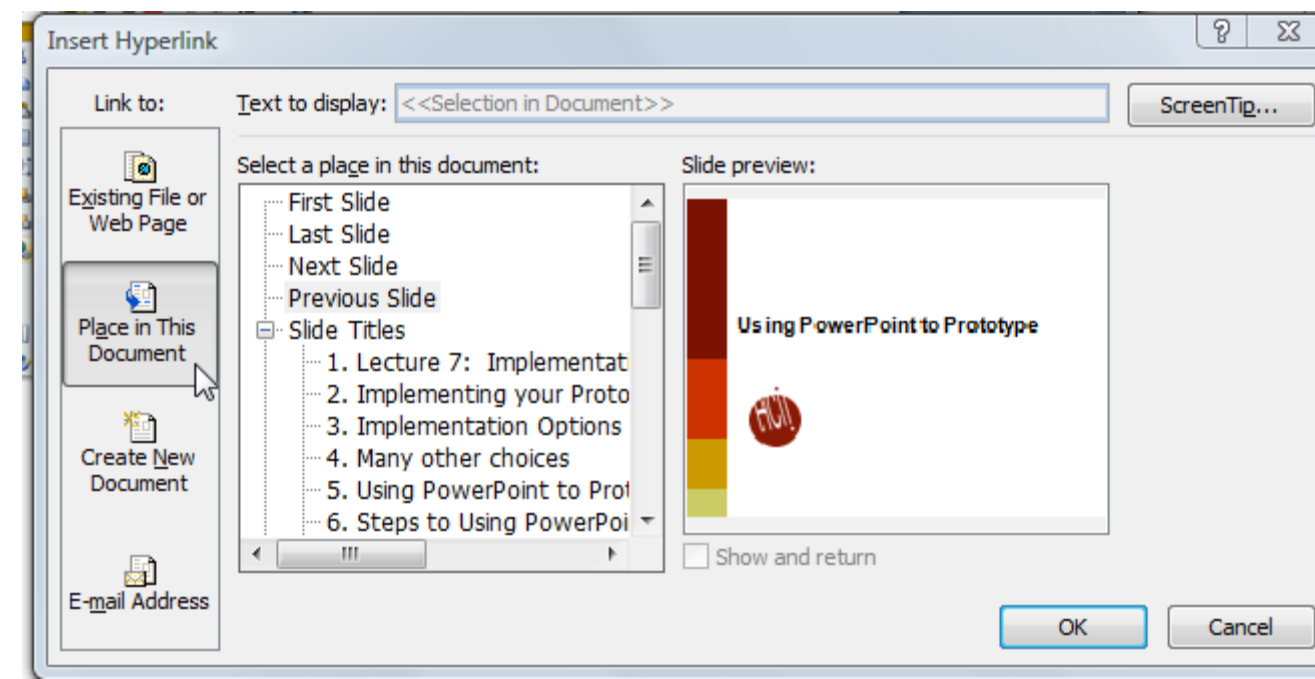 Insert Hyperlink
Link to:
Text to display: <<Selection in Document>>
ScreenTip...
Existing File or
Web Page
Place in This
Document
Create New
Document
E-mail Address
Select a place in this document:
First Slide
Last Slide
Next Slide
Previous Slide
Slide Titles
1. Lecture 7: Implementat
2. Implementing your Proto
3. Implementation Options
4. Many other choices
5. Using PowerPoint to Prot
6. Steps to Using PowerPoi
Slide preview:
Using PowerPoint to Prototype
HCII
Show and return
OK
Cancel